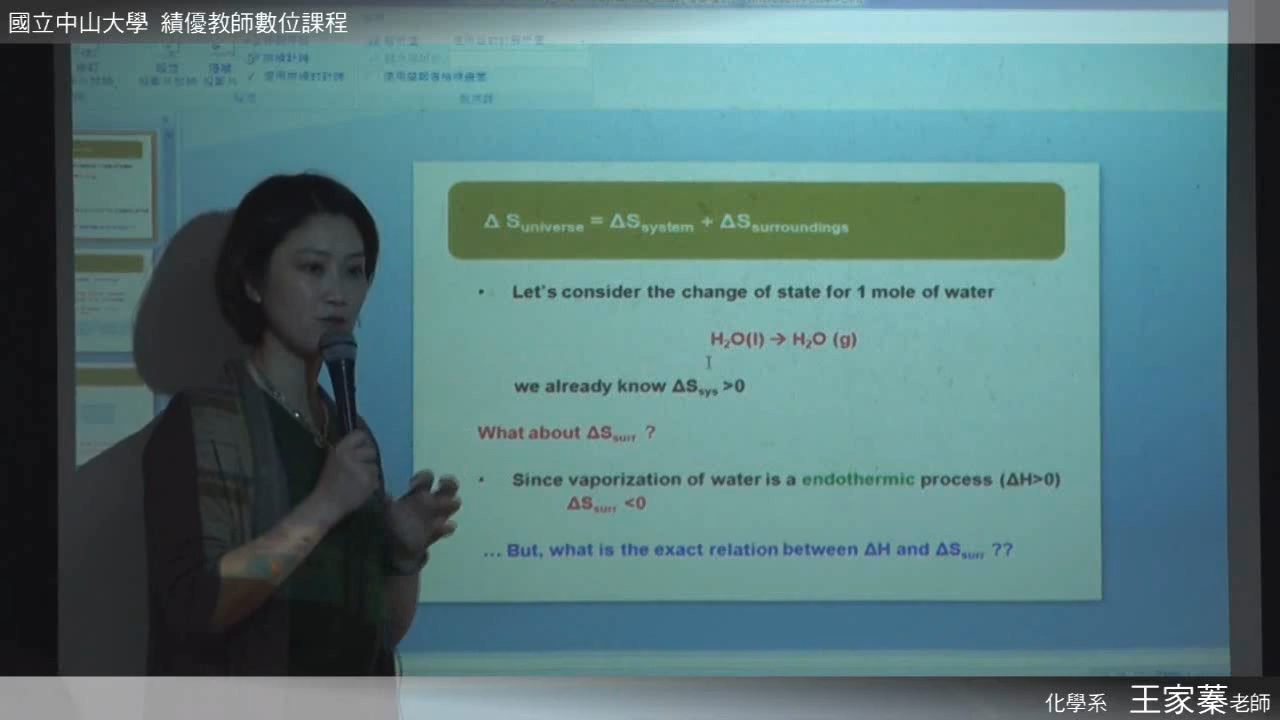 國立中山大學 績優教師數位課程
Δ Suniverse = ΔSsystem + ΔSsurroundings
• Let's consider the change of state for 1 mole of water
H₂O(l) → H₂O (g)
we already know ΔSsys >0
What about ΔSsurr ?
• Since vaporization of water is a endothermic process (ΔH>0)
ΔSsurr <0
... But, what is the exact relation between ΔH and ΔSsurr ??
化學系 王家蓁老師